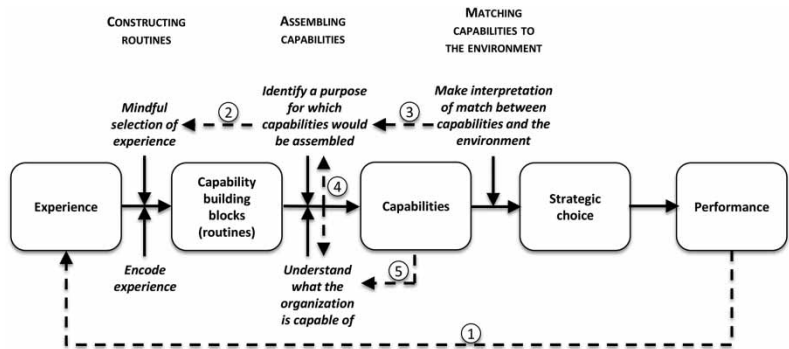 CONSTRUCTING
ROUTINES
ASSEMBLING
CAPABILITIES
MATCHING
CAPABILITIES TO
THE ENVIRONMENT
Mindful
selection of
experience
2
Identify a purpose
for which
capabilities would
be assembled
3
Make interpretation
of match between
capabilities and the
environment
Experience
Capability
building
blocks
(routines)
4
Capabilities
Strategic
choice
Performance
Encode
experience
Understand
what the
organization
is capable of
5
1